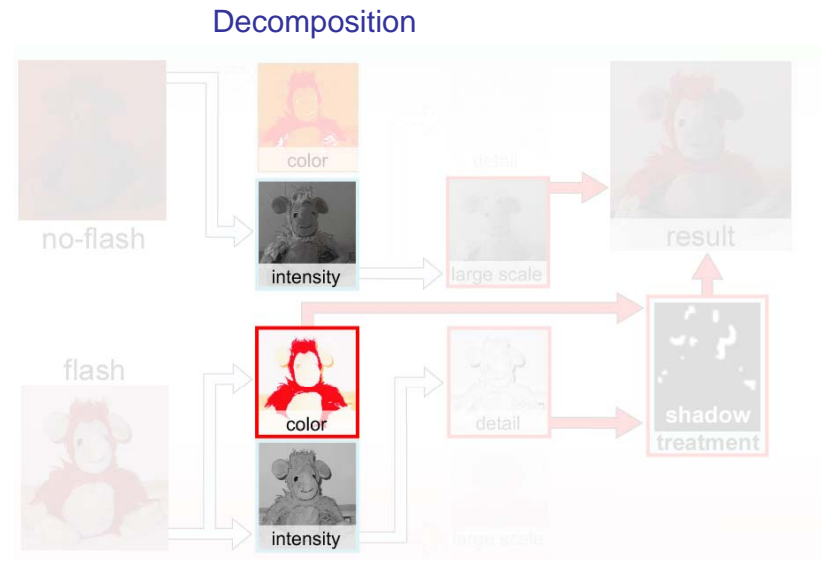 Decomposition
color
detail
no-flash
intensity
large scale
result
flash
color
detail
shadow
treatment
intensity
large scale